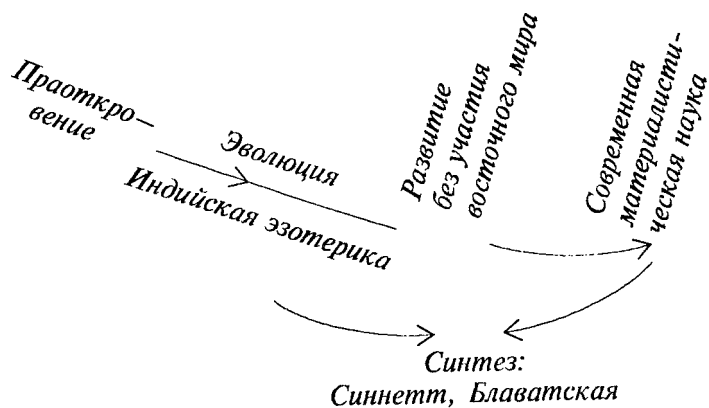 Праоткро–
вение
Эволюция
Индийская эзотерика
Развитие
без участия
восточного мира
Современная
материалисти-
ческая наука
Синтез:
Синнетт, Блаватская